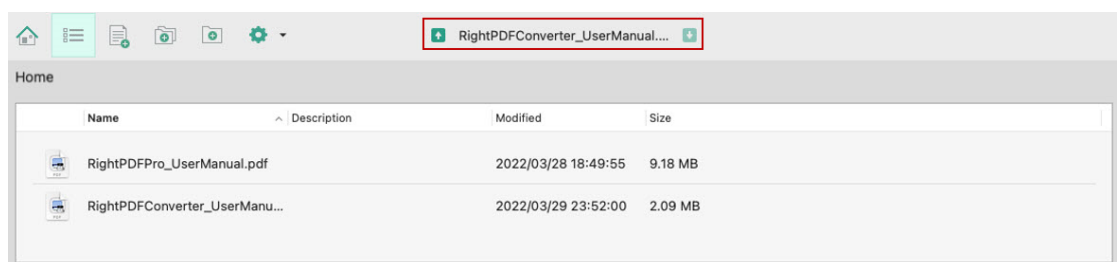 RightPDFConverter_UserManual....
Home
Name Description Modified Size
RightPDFPro_UserManual.pdf 2022/03/28 18:49:55 9.18 MB
RightPDFConverter_UserManu... 2022/03/29 23:52:00 2.09 MB